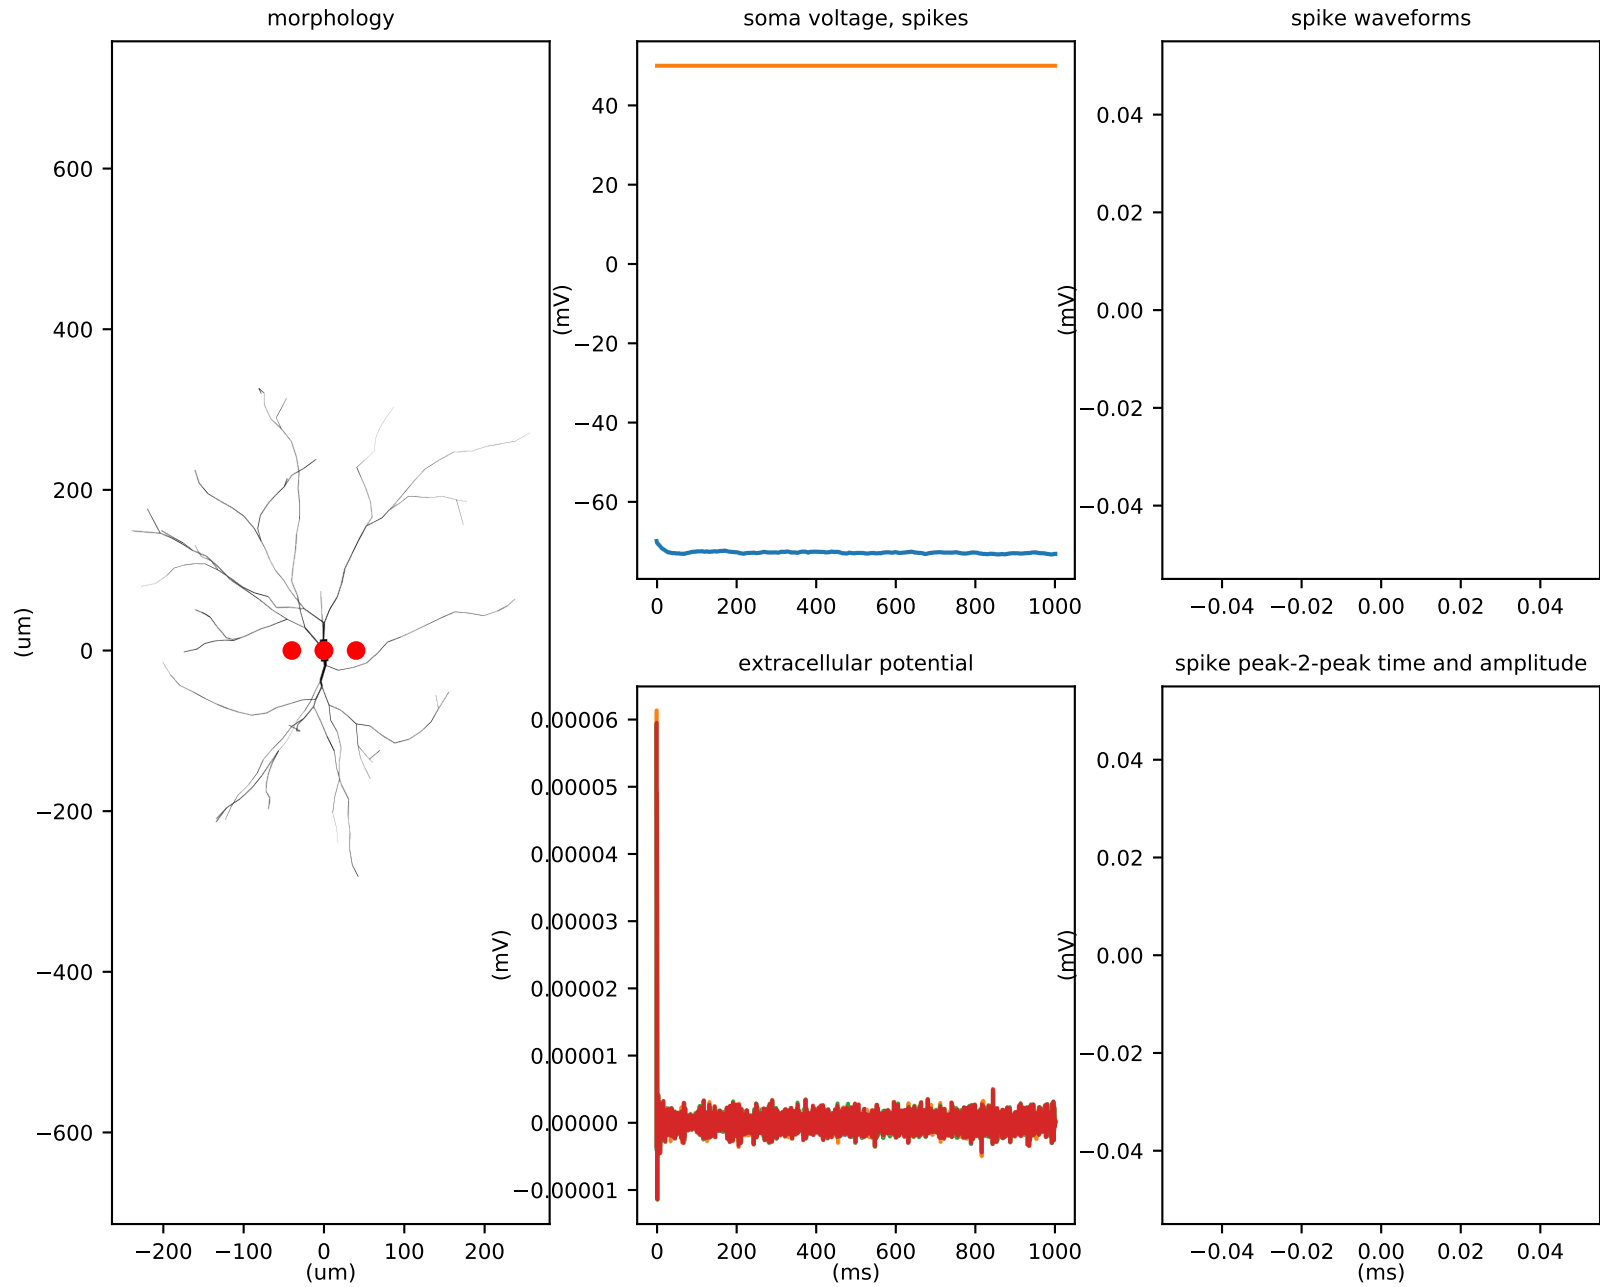 morphology
600
400
200
0
−200
−400
−600
(um)
−200 −100 0 100 200
(um)
soma voltage, spikes
40
20
0
−20
−40
−60
(mV)
0 200 400 600 800 1000
spike waveforms
0.04
0.02
0.00
−0.02
−0.04
(mV)
−0.04 −0.02 0.00 0.02 0.04
extracellular potential
0.00006
0.00005
0.00004
0.00003
0.00002
0.00001
0.00000
−0.00001
(mV)
0 200 400 600 800 1000
(ms)
spike peak-2-peak time and amplitude
0.04
0.02
0.00
−0.02
−0.04
(mV)
−0.04 −0.02 0.00 0.02 0.04
(ms)